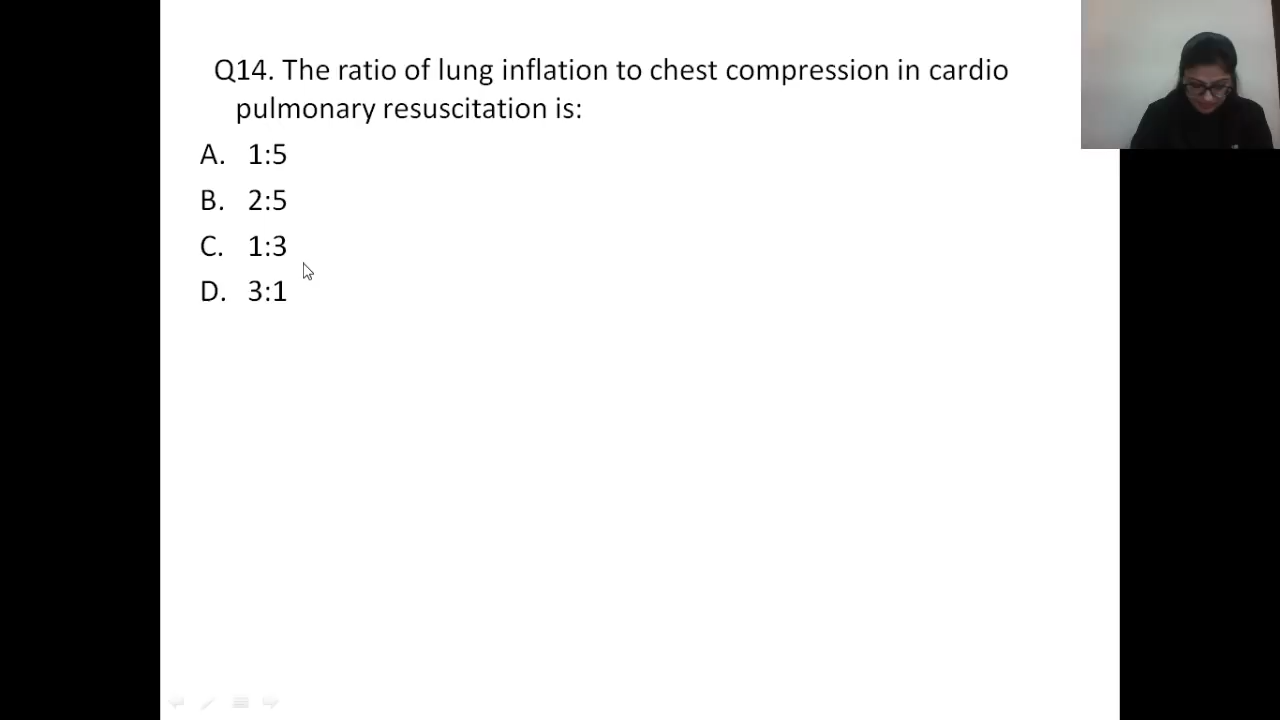 Q14. The ratio of lung inflation to chest compression in cardio
pulmonary resuscitation is:
A. 1:5
B. 2:5
C. 1:3
D. 3:1